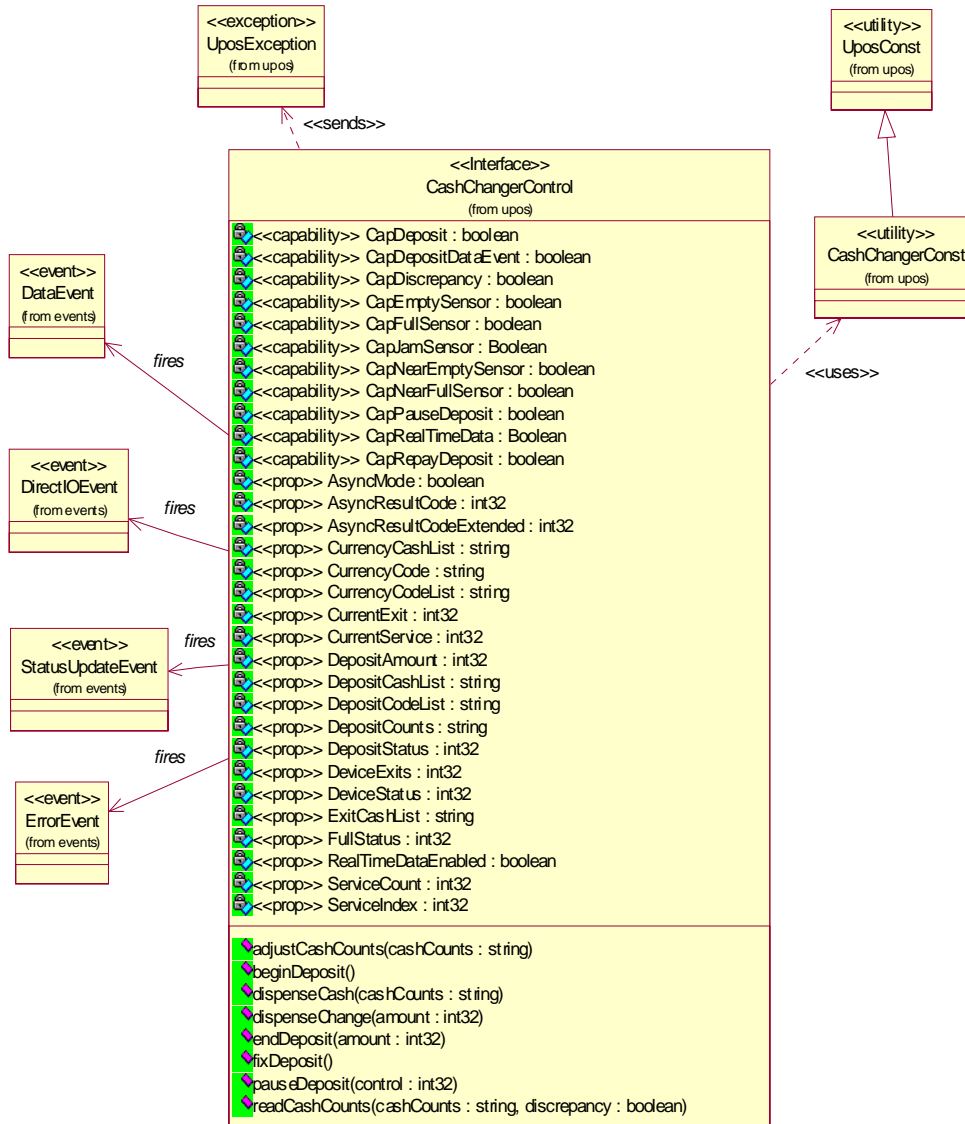 <<exception>>
UposException
(from upos)
<<utility>>
UposConst
(from upos)
<<sends>>
<<Interface>>
CashChangerControl
(from upos)
<<capability>> CapDeposit : boolean
<<capability>> CapDepositDataEvent : boolean
<<capability>> CapDiscrepancy : boolean
<<capability>> CapEmptySensor : boolean
<<capability>> CapFullSensor : boolean
<<capability>> CapJamSensor : Boolean
<<capability>> CapNearEmptySensor : boolean
<<capability>> CapNearFullSensor : boolean
<<capability>> CapPauseDeposit : boolean
<<capability>> CapRealTimeData : Boolean
<<capability>> CapRepayDeposit : boolean
<<prop>> AsyncMode : boolean
<<prop>> AsyncResultCode : int32
<<prop>> AsyncResultCodeExtended : int32
<<prop>> CurrencyCashList : string
<<prop>> CurrencyCode : string
<<prop>> CurrencyCodeList : string
<<prop>> CurrentExit : int32
<<prop>> CurrentService : int32
<<prop>> DepositAmount : int32
<<prop>> DepositCashList : string
<<prop>> DepositCodeList : string
<<prop>> DepositCounts : string
<<prop>> DepositStatus : int32
<<prop>> DeviceExits : int32
<<prop>> DeviceStatus : int32
<<prop>> ExitCashList : string
<<prop>> FullStatus : int32
<<prop>> RealTimeDataEnabled : boolean
<<prop>> ServiceCount : int32
<<prop>> ServiceIndex : int32
adjustCashCounts(cashCounts : string)
beginDeposit()
dispenseCash(cashCounts : string)
dispenseChange(amount : int32)
endDeposit(amount : int32)
fixDeposit()
pauseDeposit(control : int32)
readCashCounts(cashCounts : string, discrepancy : boolean)
<<utility>>
CashChangerConst
(from upos)
<<uses>>
<<event>>
DataEvent
(from events)
fires
<<event>>
DirectIOEvent
(from events)
fires
<<event>>
StatusUpdateEvent
(from events)
fires
<<event>>
ErrorEvent
(from events)
fires